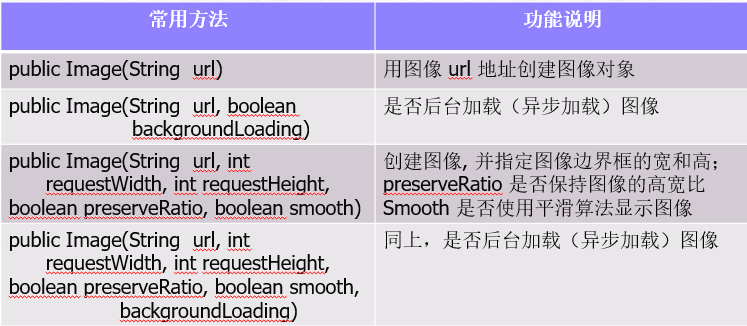 常用方法
功能说明
public Image(String url)
用图像 url 地址创建图像对象
public Image(String url, boolean
backgroundLoading)
是否后台加载（异步加载）图像
public Image(String url, int
requestWidth, int requestHeight,
boolean preserveRatio, boolean smooth)
创建图像, 并指定图像边界框的宽和高；
preserveRatio 是否保持图像的高宽比
Smooth 是否使用平滑算法显示图像
public Image(String url, int
requestWidth, int requestHeight,
boolean preserveRatio, boolean smooth,
backgroundLoading)
同上，是否后台加载（异步加载）图像